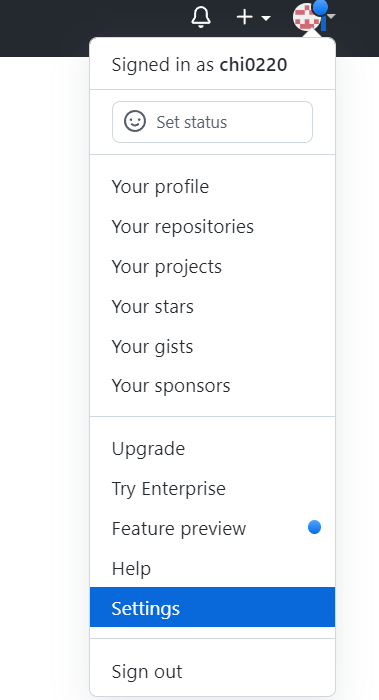 Signed in as chi0220
Set status
Your profile
Your repositories
Your projects
Your stars
Your gists
Your sponsors
Upgrade
Try Enterprise
Feature preview
Help
Settings
Sign out